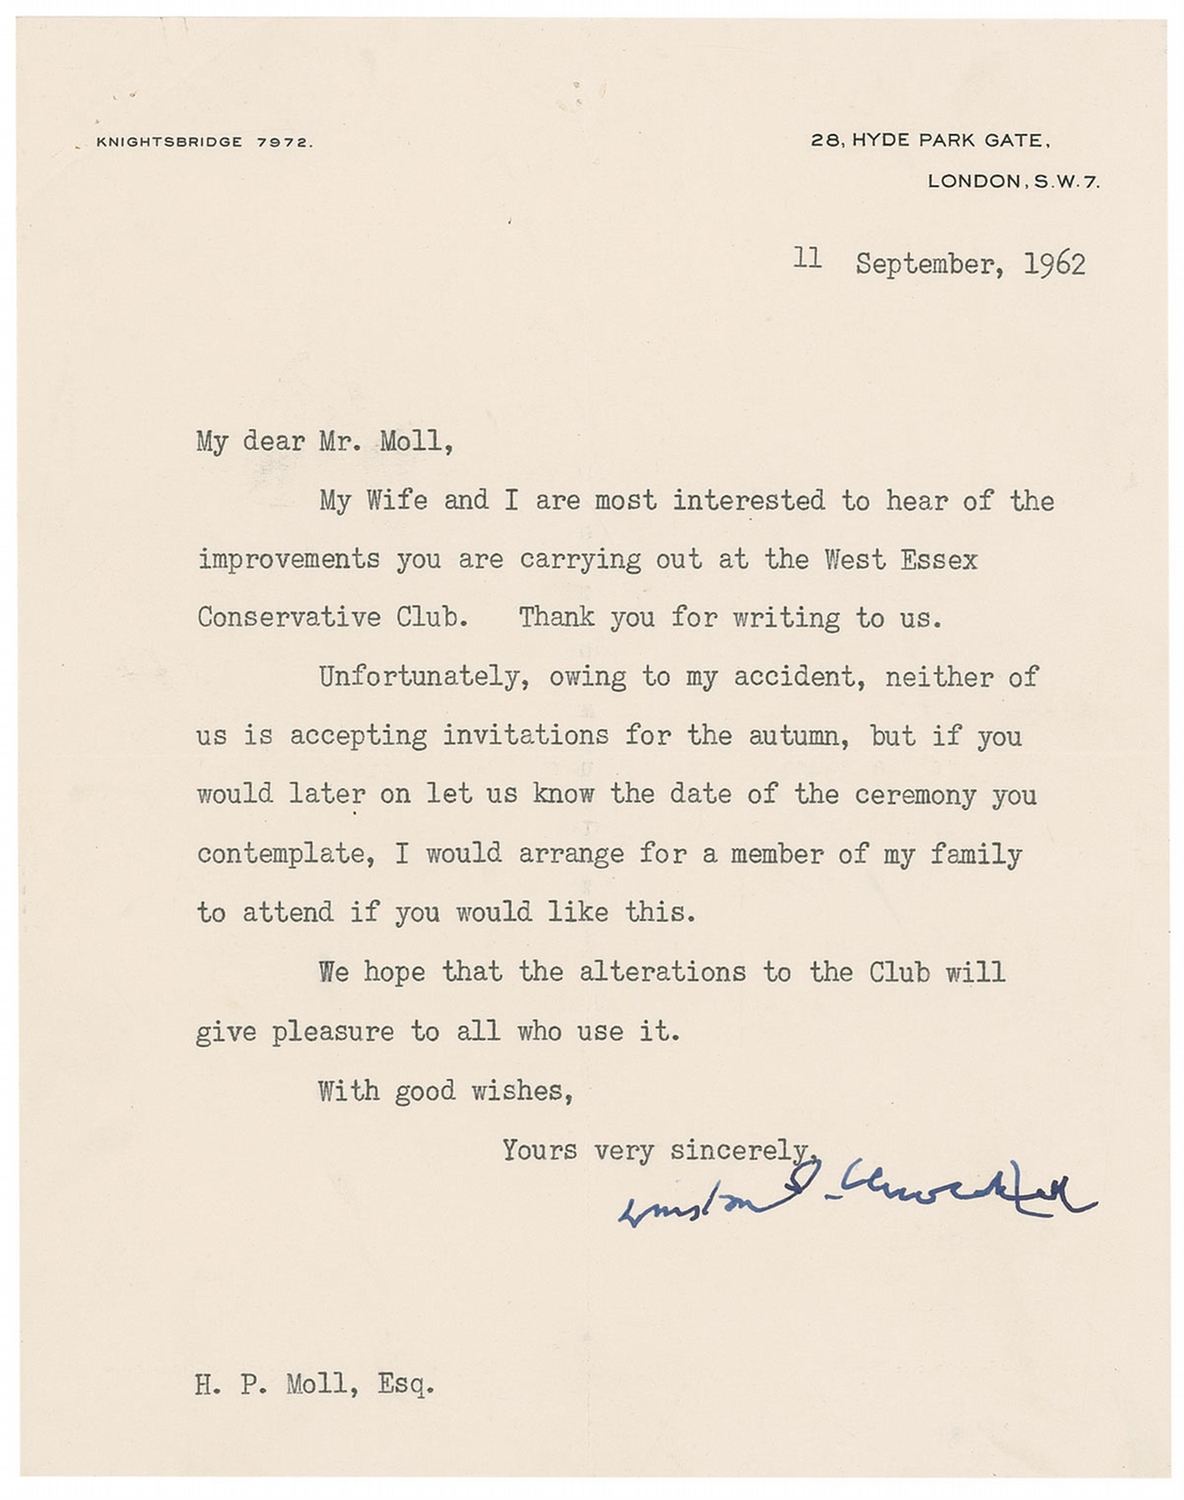 KNIGHTSBRIDGE 7972.
28, HYDE PARK GATE,
LONDON, S.W. 7.
11 September, 1962
My dear Mr. Moll,
My Wife and I are most interested to hear of the
improvements you are carrying out at the West Essex
Conservative Club. Thank you for writing to us.
Unfortunately, owing to my accident, neither of
us is accepting invitations for the autumn, but if you
would later on let us know the date of the ceremony you
contemplate, I would arrange for a member of my family
to attend if you would like this.
We hope that the alterations to the Club will
give pleasure to all who use it.
With good wishes,
Yours very sincerely,
Winston S. Churchill
H. P. Moll, Esq.